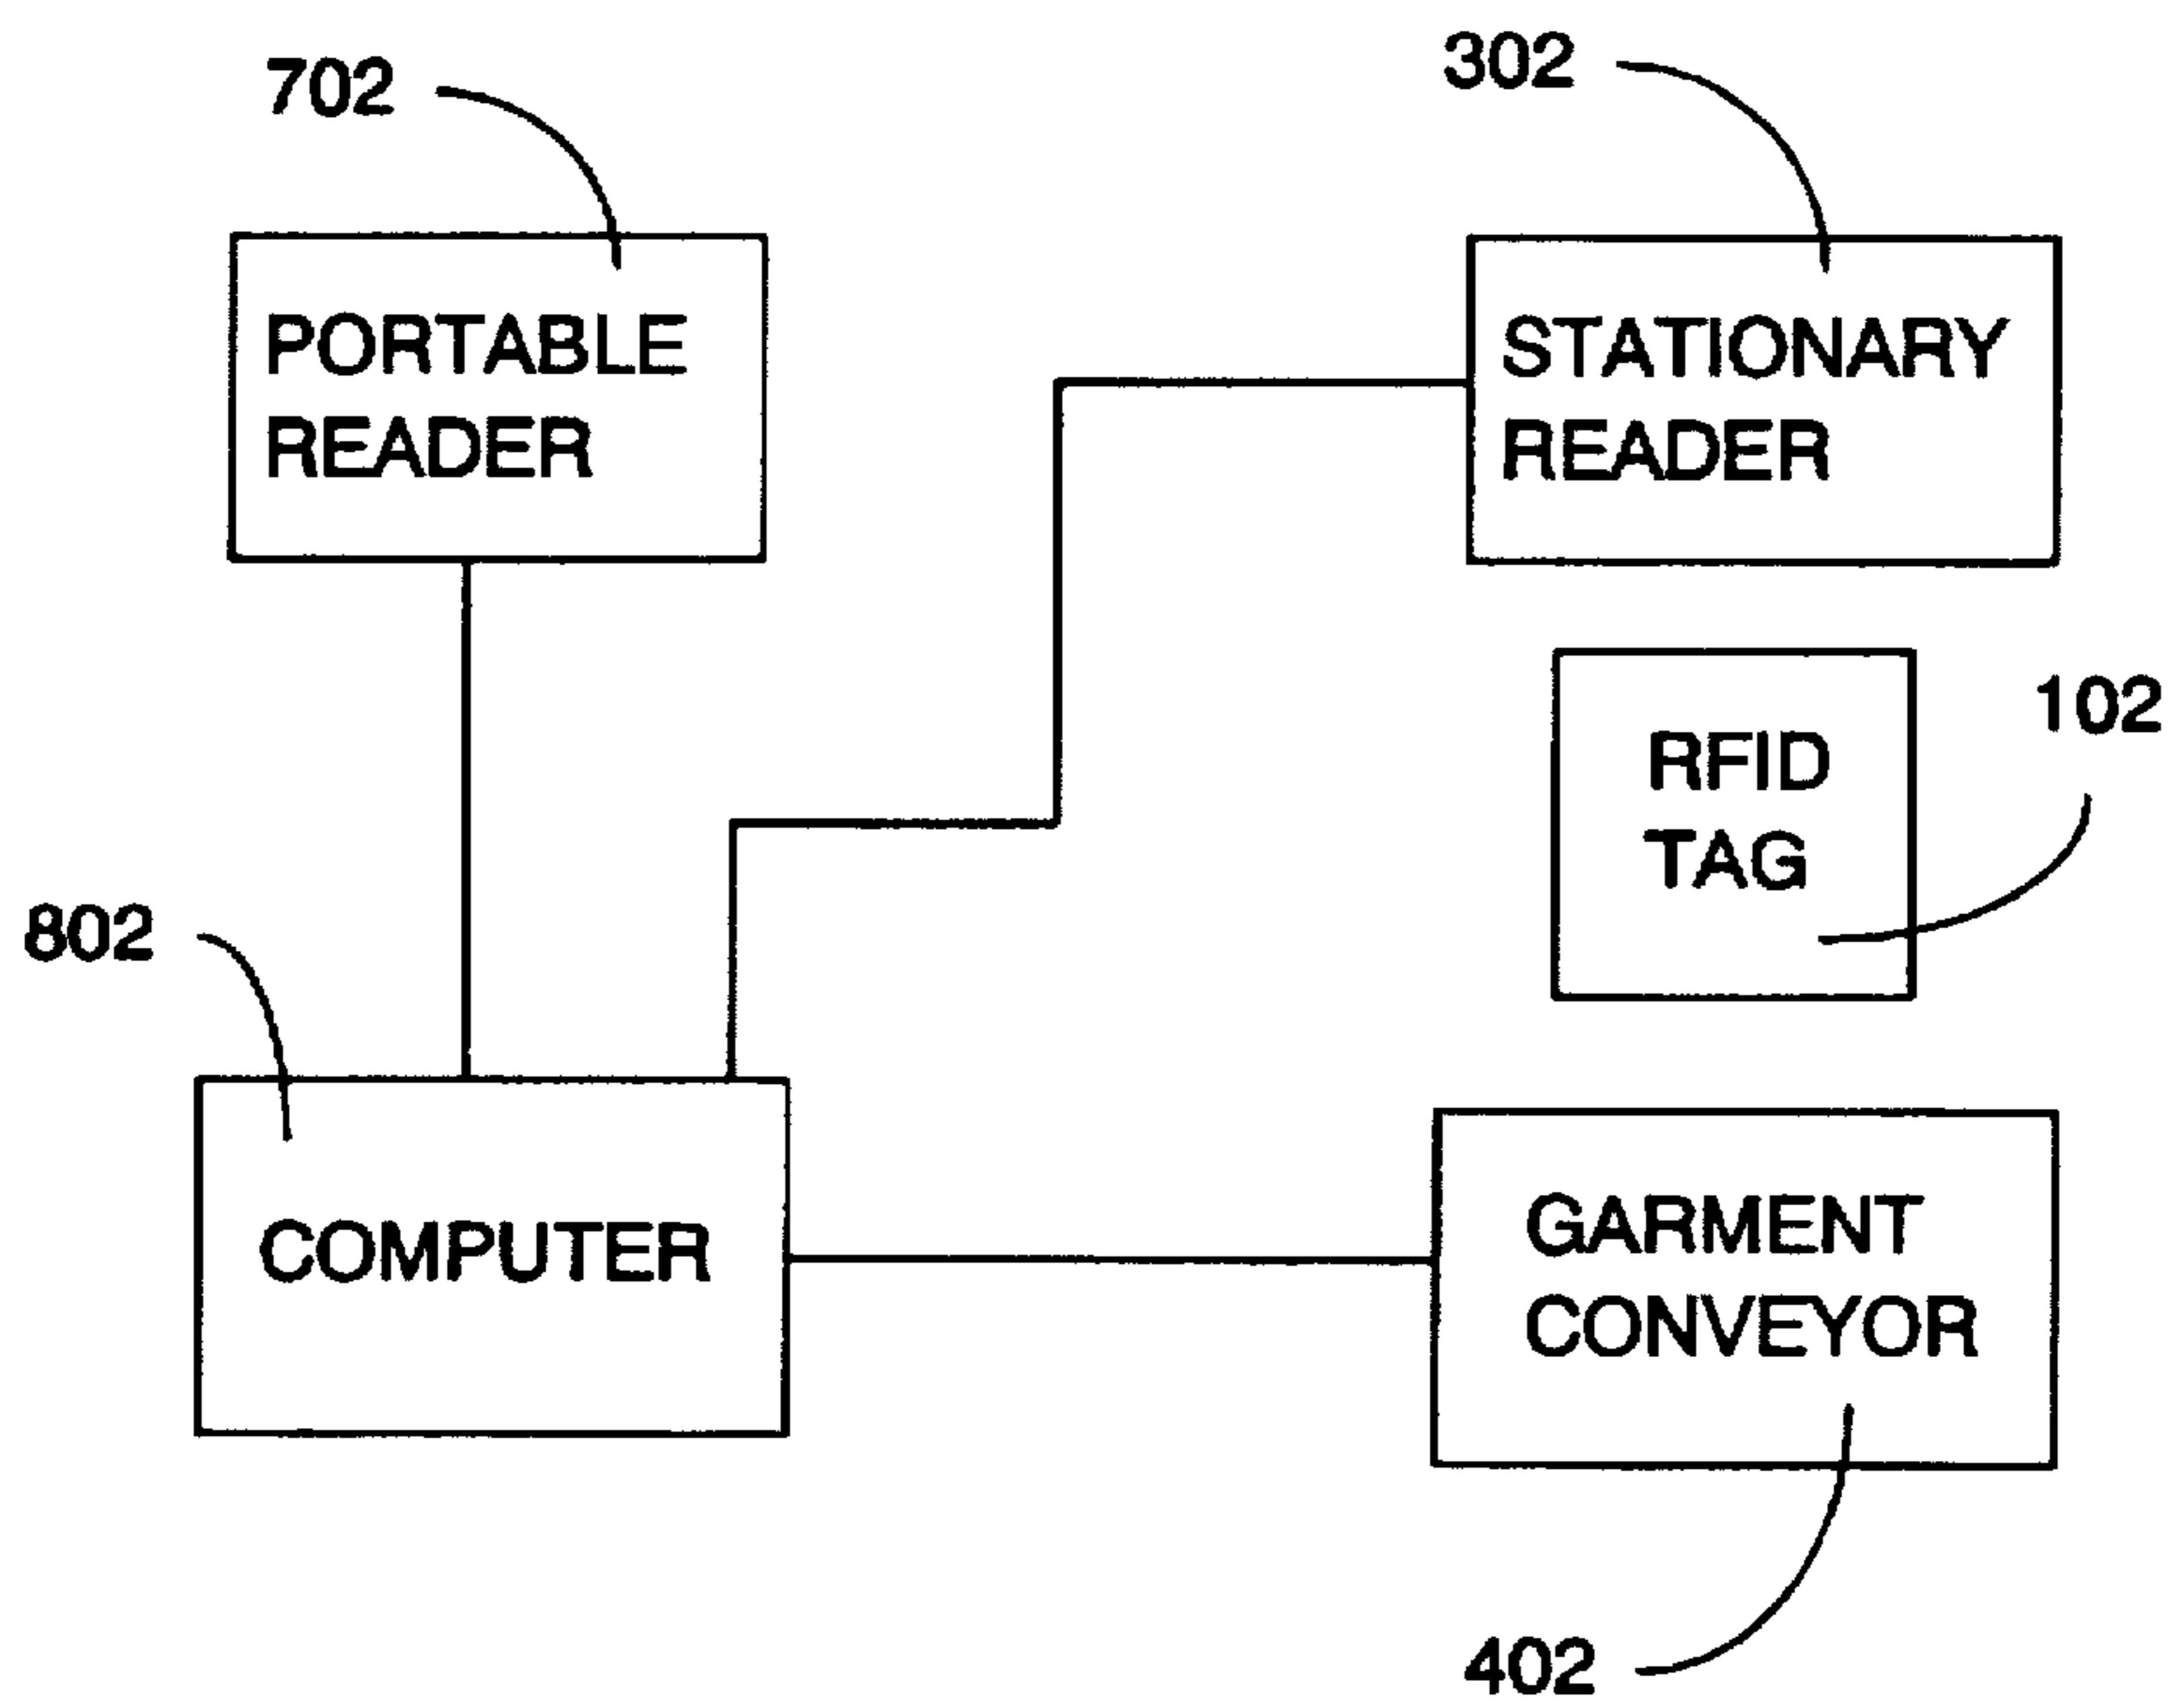 702
302
PORTABLE
READER
STATIONARY
READER
102
RFID
TAG
802
COMPUTER
GARMENT
CONVEYOR
402